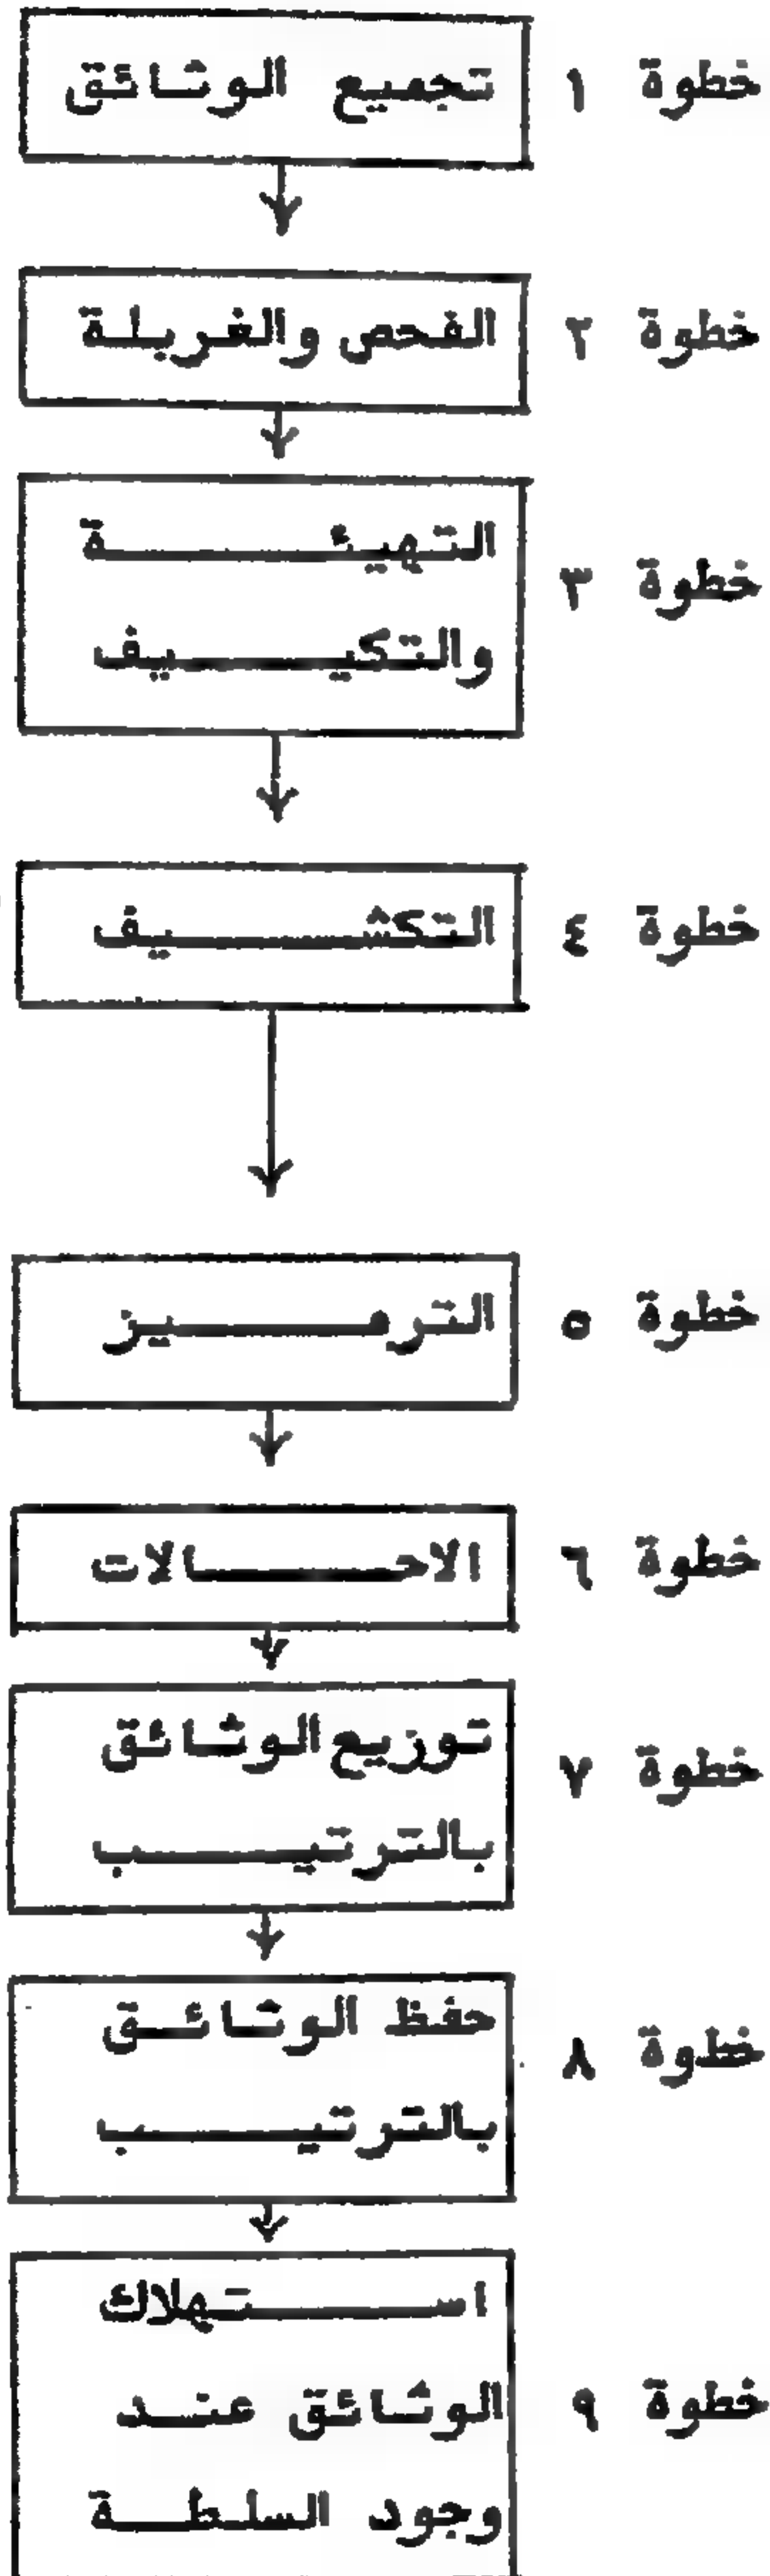 خطوة ١ تجميع الوثائق
خطوة ٢ الفحص والغربلة
خطوة ٣ التهيئة
والتكييف
خطوة ٤ التكشيف
خطوة ٥ الترميز
خطوة ٦ الاحالات
خطوة ٧ توزيع الوثائق
بالترتيب
خطوة ٨ حفظ الوثائق
بالترتيب
استهلاك
خطوة ٩ الوثائق عند
وجود السلطة